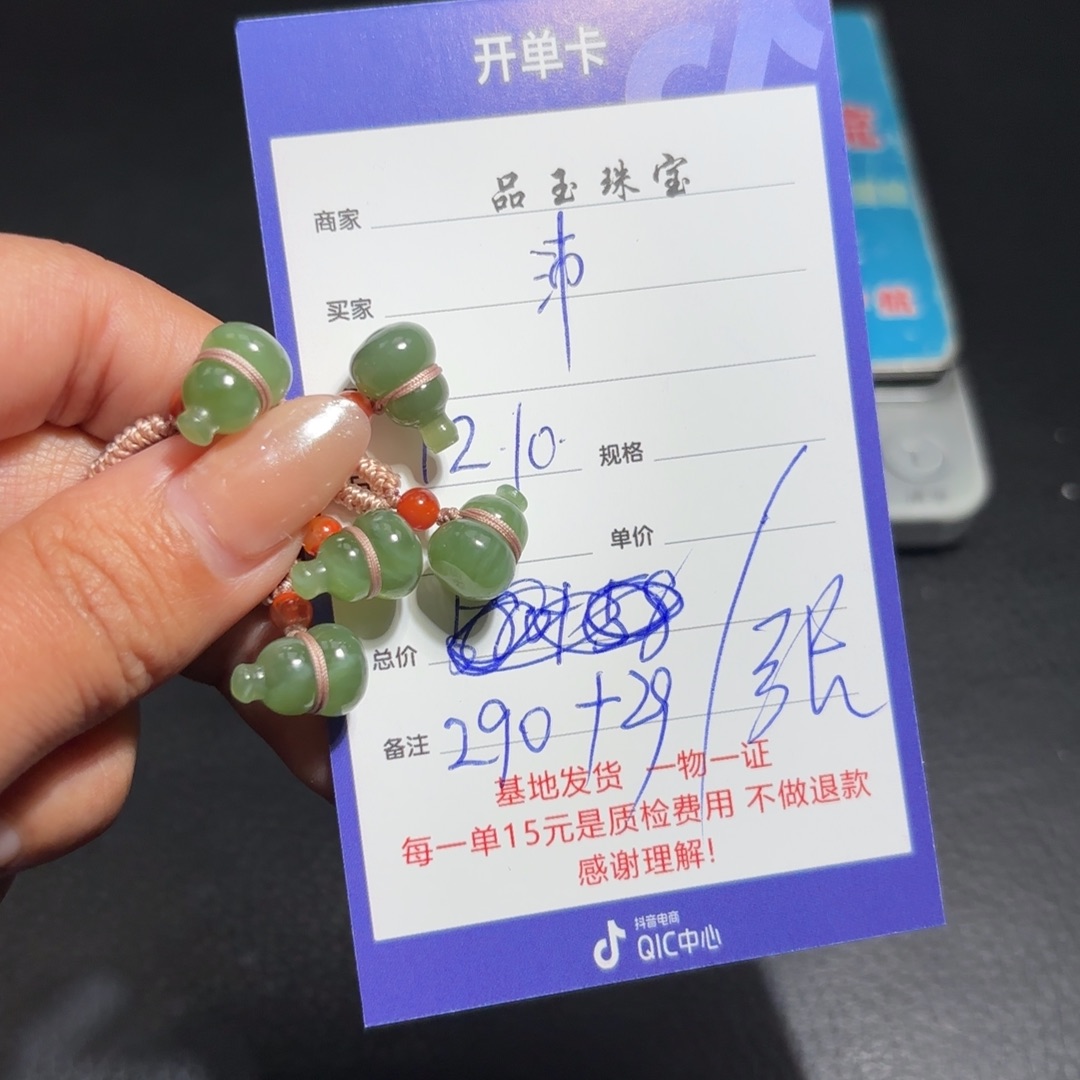 开单卡
商家 品玉珠宝
买家 沛
12.10. 规格
单价
总价
备注 290+29/张
基地发货 一物一证
每一单15元是质检费用 不做退款
感谢理解!
抖音电商
QIC中心